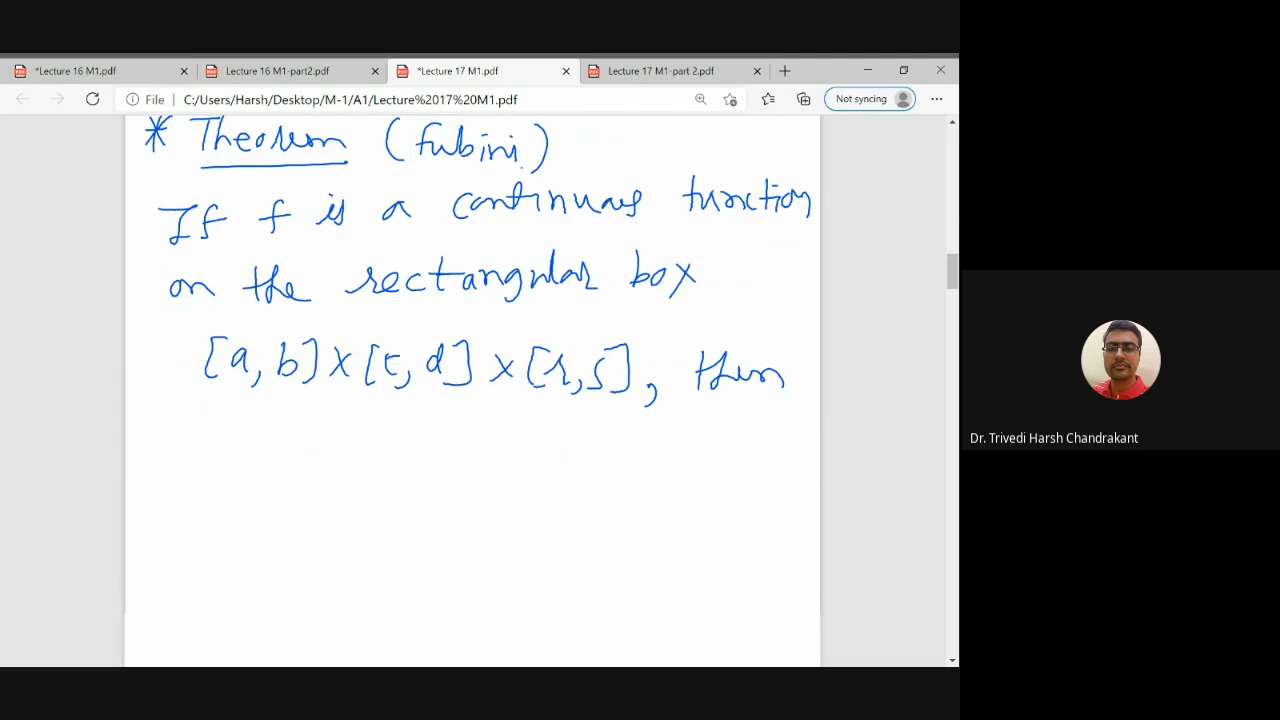 *Lecture 16 M1.pdf
Lecture 16 M1-part2.pdf
*Lecture 17 M1.pdf
Lecture 17 M1-part 2.pdf
File
C:/Users/Harsh/Desktop/M-1/A1/Lecture%2017%20M1.pdf
Not syncing
* Theorem (Fubini)
If f is a continuous function
on the rectangular box
[a, b] x [c, d] x [r, s], then
Dr. Trivedi Harsh Chandrakant